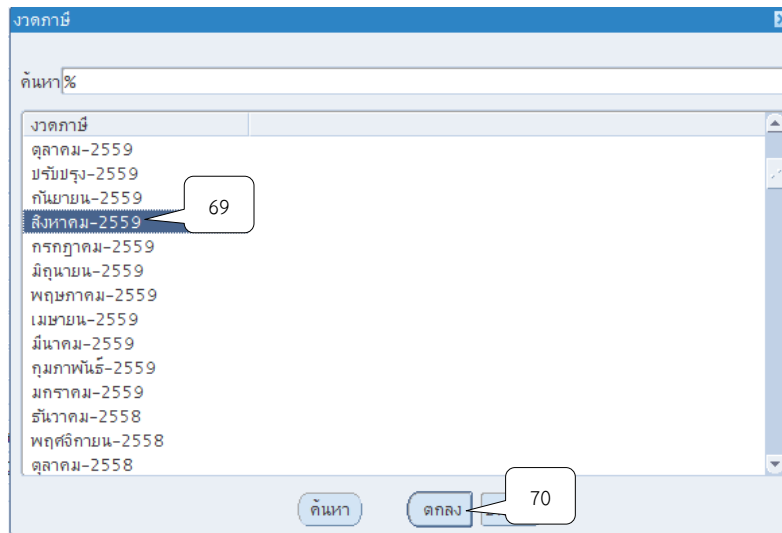 งวดภาษี
ค้นหา %
งวดภาษี
ตุลาคม-2559
ปรับปรุง-2559
กันยายน-2559
สิงหาคม-2559
69
กรกฎาคม-2559
มิถุนายน-2559
พฤษภาคม-2559
เมษายน-2559
มีนาคม-2559
กุมภาพันธ์-2559
มกราคม-2559
ธันวาคม-2558
พฤศจิกายน-2558
ตุลาคม-2558
ค้นหา ตกลง 70